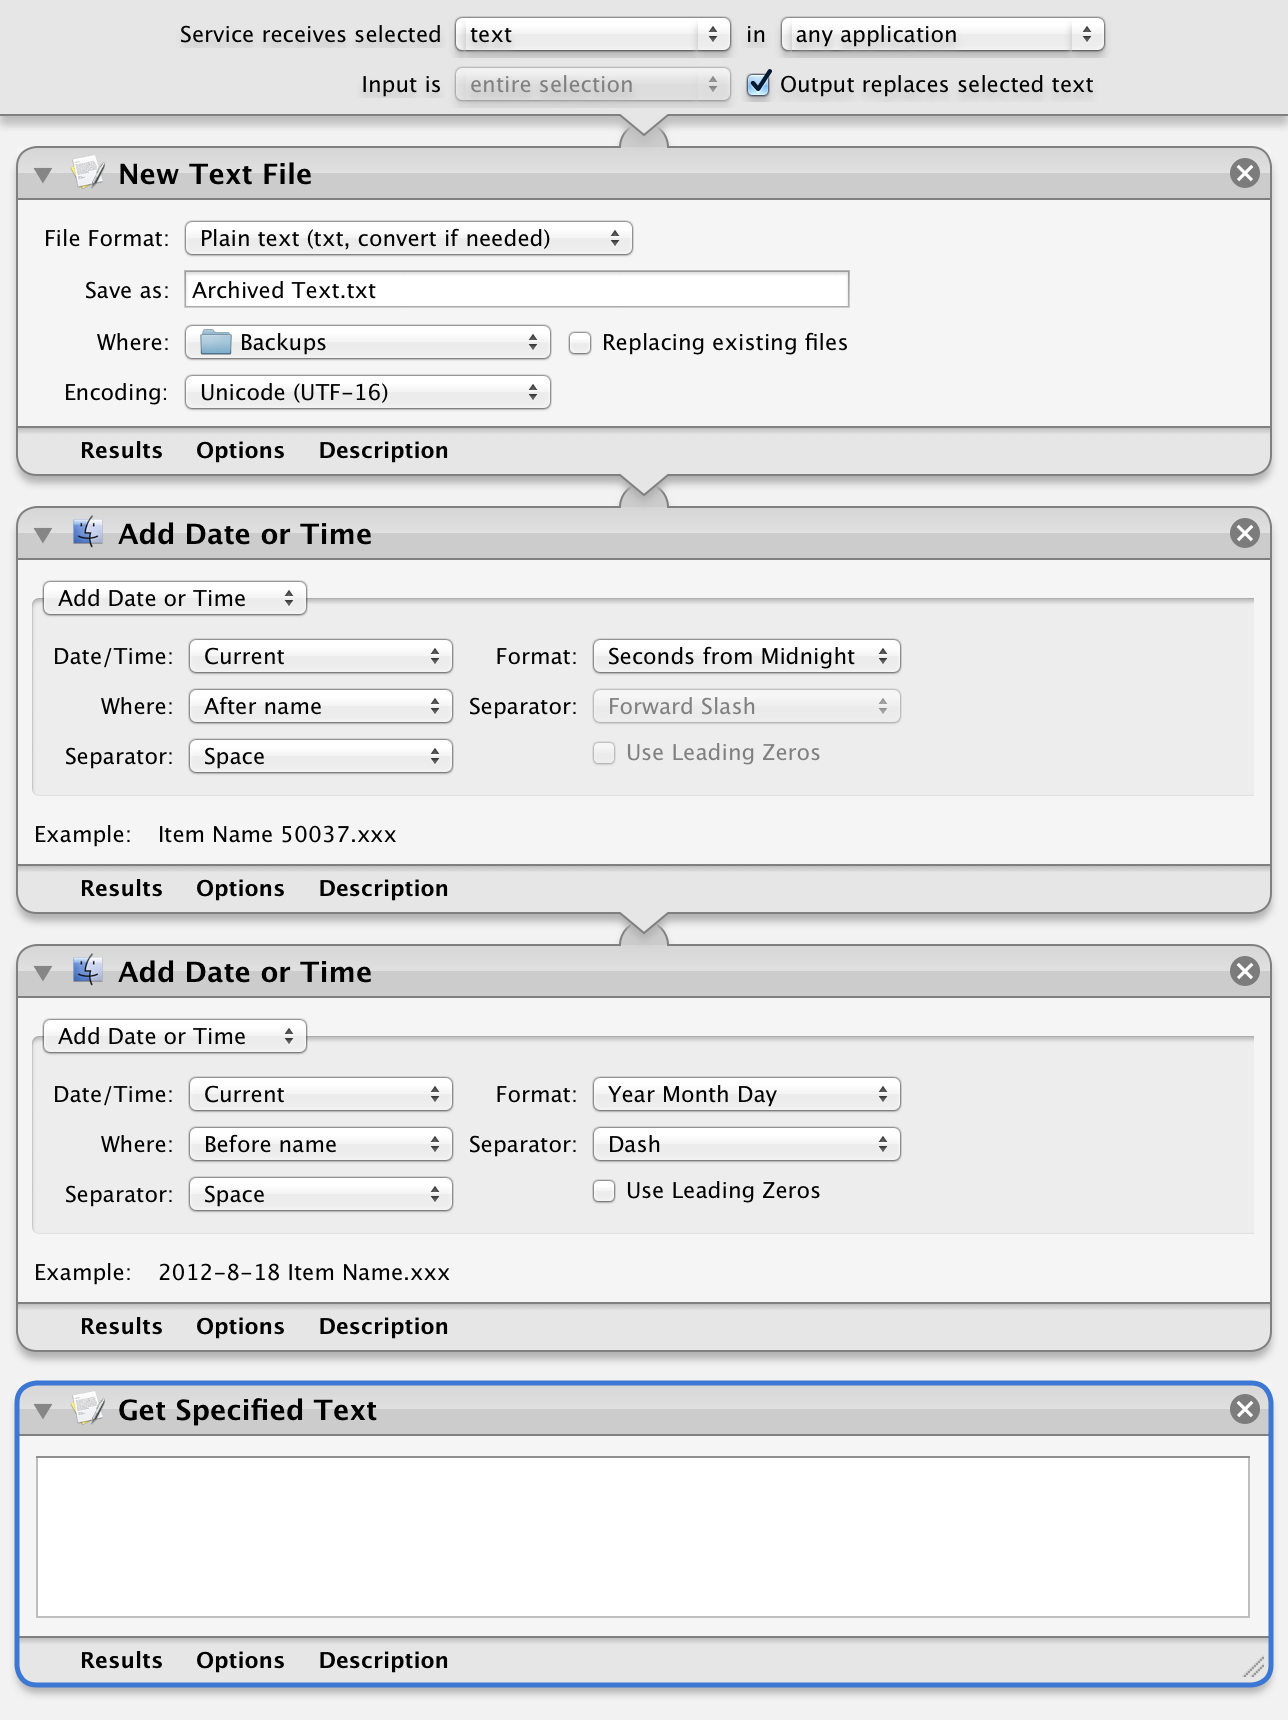 Service receives selected text in any application
Input is entire selection Output replaces selected text
New Text File
File Format: Plain text (txt, convert if needed)
Save as: Archived Text.txt
Where: Backups Replacing existing files
Encoding: Unicode (UTF-16)
Results Options Description
Add Date or Time
Add Date or Time
Date/Time: Current Format: Seconds from Midnight
Where: After name Separator: Forward Slash
Separator: Space Use Leading Zeros
Example: Item Name 50037.xxx
Results Options Description
Add Date or Time
Add Date or Time
Date/Time: Current Format: Year Month Day
Where: Before name Separator: Dash
Separator: Space Use Leading Zeros
Example: 2012-8-18 Item Name.xxx
Results Options Description
Get Specified Text
Results Options Description